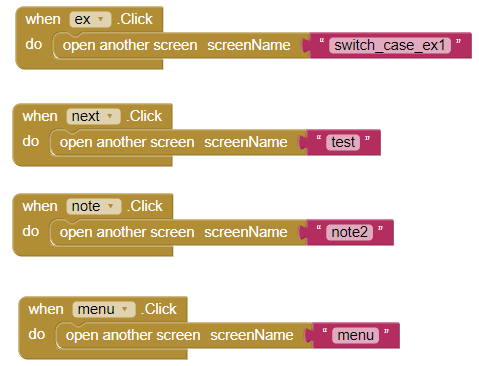 when ex .Click
do open another screen screenName " switch_case_ex1 "
when next .Click
do open another screen screenName " test "
when note .Click
do open another screen screenName " note2 "
when menu .Click
do open another screen screenName " menu "